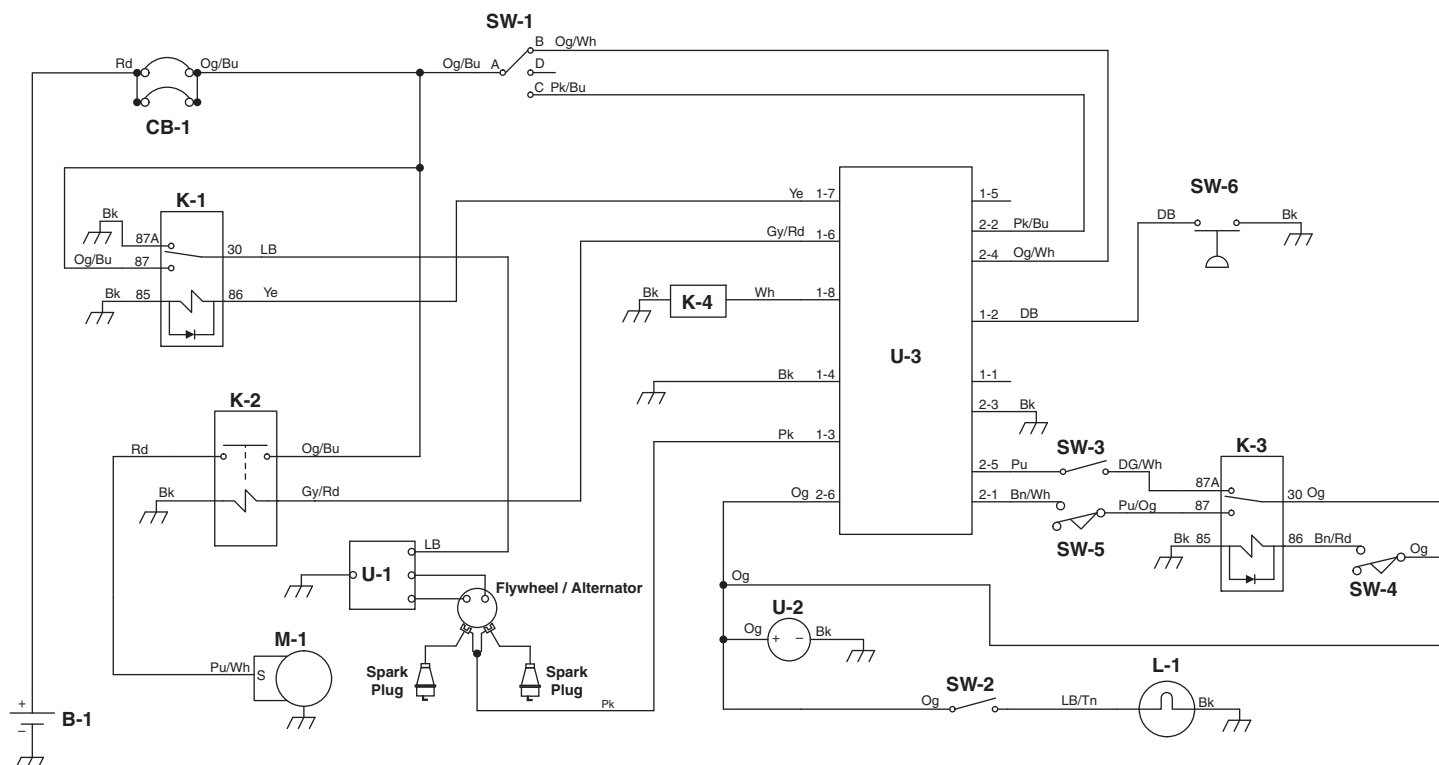 SW-1
B Og/Wh
Rd Og/Bu Og/Bu A D
C Pk/Bu
CB-1
K-1 Ye 1-7 1-5 SW-6
Bk DB Bk
87A 2-2 Pk/Bu
30 LB Gy/Rd 1-6
Og/Bu 87 2-4 Og/Wh
Bk 85 86 Ye Bk K-4 Wh 1-8
1-2 DB
U-3
Bk 1-4 1-1
K-2 2-3 Bk
Rd Og/Bu Pk 1-3 SW-3 K-3
2-5 Pu DG/Wh
87A
Bk Gy/Rd Og 2-6 2-1 Bn/Wh 30 Og
Pu/Og 87
SW-5
LB Bk 85 86 Bn/Rd Og
U-1 SW-4
Flywheel / Alternator Og
U-2
M-1 Og + − Bk
Pu/Wh S Spark Plug Spark Plug L-1
SW-2
Pk Og LB/Tn Bk
+ B-1
−